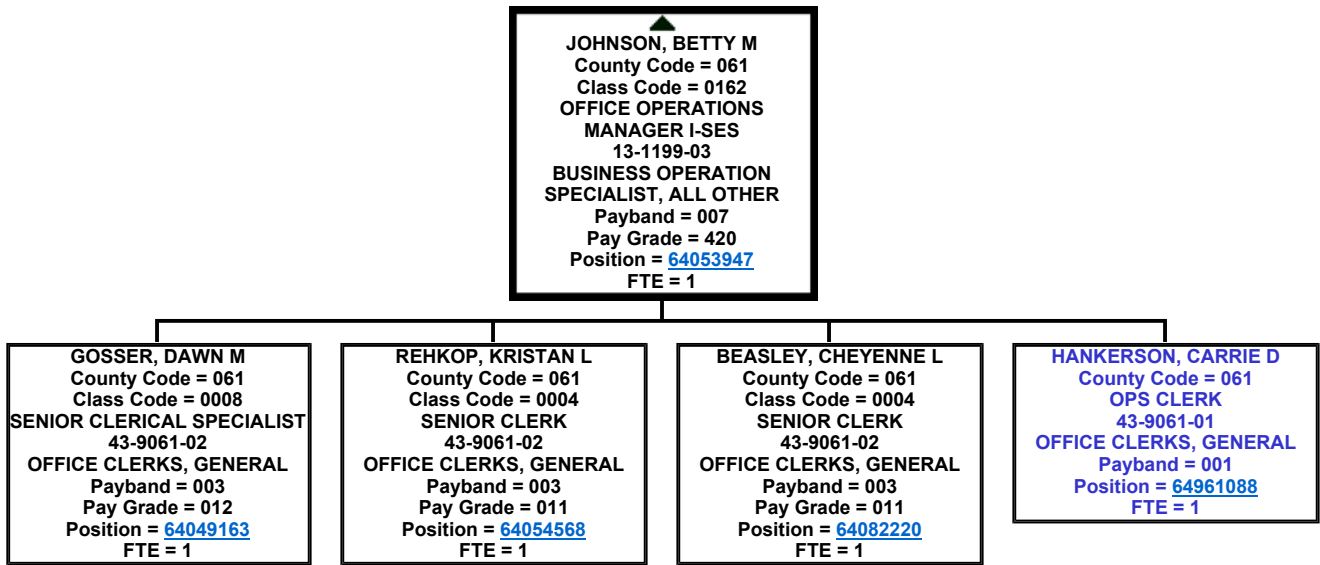 JOHNSON, BETTY M
County Code = 061
Class Code = 0162
OFFICE OPERATIONS
MANAGER I-SES
13-1199-03
BUSINESS OPERATION
SPECIALIST, ALL OTHER
Payband = 007
Pay Grade = 420
Position = 64053947
FTE = 1
GOSSER, DAWN M
County Code = 061
Class Code = 0008
SENIOR CLERICAL SPECIALIST
43-9061-02
OFFICE CLERKS, GENERAL
Payband = 003
Pay Grade = 012
Position = 64049163
FTE = 1
REHKOP, KRISTAN L
County Code = 061
Class Code = 0004
SENIOR CLERK
43-9061-02
OFFICE CLERKS, GENERAL
Payband = 003
Pay Grade = 011
Position = 64054568
FTE = 1
BEASLEY, CHEYENNE L
County Code = 061
Class Code = 0004
SENIOR CLERK
43-9061-02
OFFICE CLERKS, GENERAL
Payband = 003
Pay Grade = 011
Position = 64082220
FTE = 1
HANKERSON, CARRIE D
County Code = 061
OPS CLERK
43-9061-01
OFFICE CLERKS, GENERAL
Payband = 001
Position = 64961088
FTE = 1